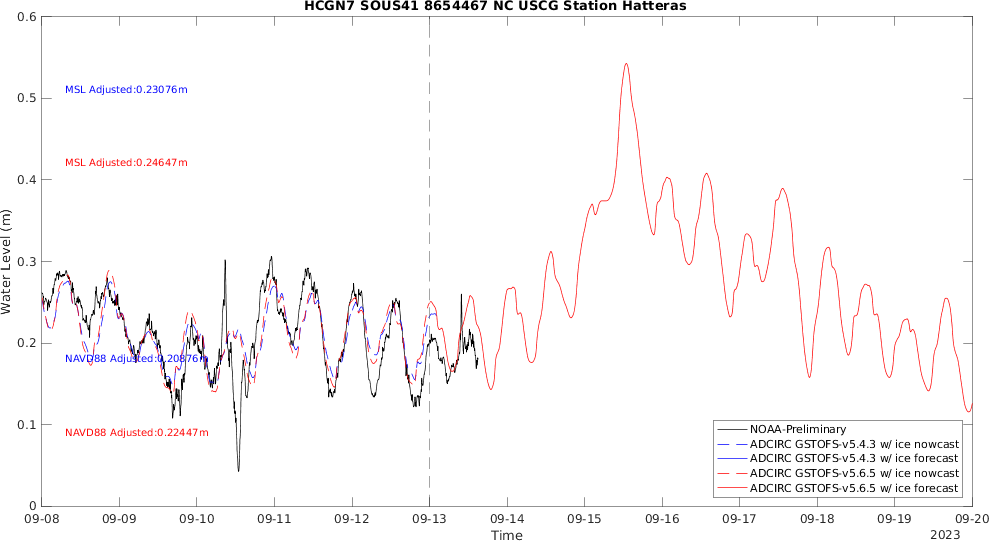 HCGN7 SOUS41 8654467 NC USCG Station Hatteras
0.6
0.5
0.4
0.3
0.2
0.1
0
Water Level (m)
MSL Adjusted:0.23076m
MSL Adjusted:0.24647m
NAVD88 Adjusted:0.20876m
NAVD88 Adjusted:0.22447m
NOAA-Preliminary
ADCIRC GSTOFS-v5.4.3 w/ ice nowcast
ADCIRC GSTOFS-v5.4.3 w/ ice forecast
ADCIRC GSTOFS-v5.6.5 w/ ice nowcast
ADCIRC GSTOFS-v5.6.5 w/ ice forecast
09-08 09-09 09-10 09-11 09-12 09-13 09-14 09-15 09-16 09-17 09-18 09-19 09-20
Time
2023